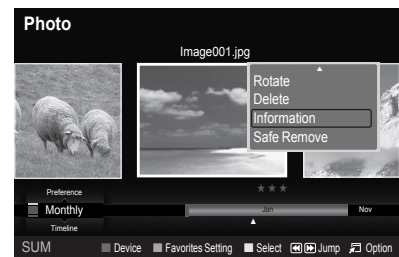 Photo
Image001.jpg
Rotate
Delete
Information
Safe Remove
Preference
Monthly
Timeline
Jan
Nov
SUM
Device
Favorites Setting
Select
Jump
Option